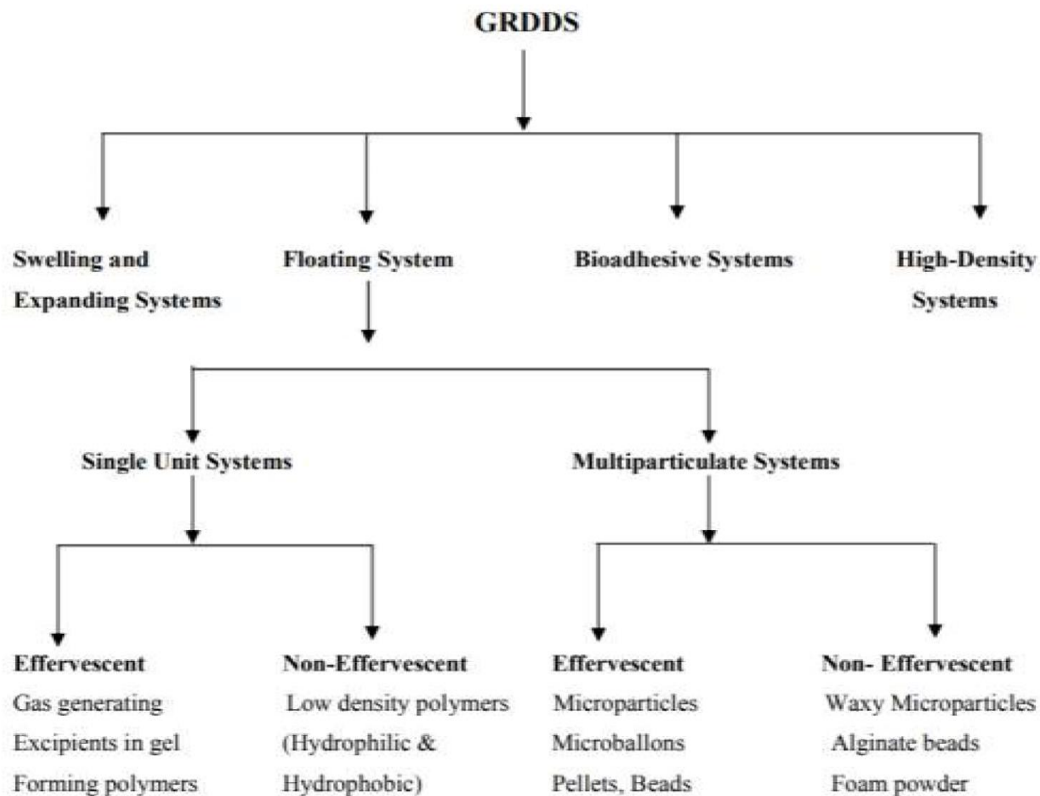 GRDDS
Swelling and
Expanding Systems
Floating System
Bioadhesive Systems
High-Density
Systems
Single Unit Systems
Multiparticulate Systems
Effervescent
Gas generating
Excipients in gel
Forming polymers
Non-Effervescent
Low density polymers
(Hydrophilic &
Hydrophobic)
Effervescent
Microparticles
Microballons
Pellets, Beads
Non- Effervescent
Waxy Microparticles
Alginate beads
Foam powder